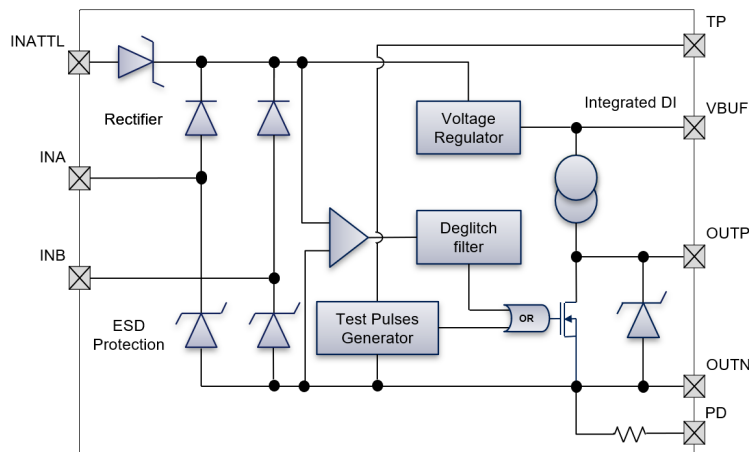 TP
INATTL
Integrated DI
VBUF
Rectifier
Voltage
Regulator
INA
Deglitch
filter
OUTP
INB
ESD
Protection
Test Pulses
Generator
OR
OUTN
PD